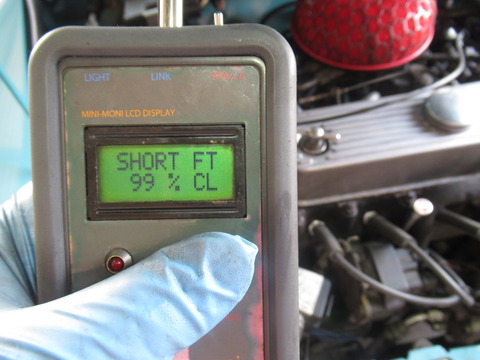 LIGHT LINK
MINI-MONI LCD DISPLAY
SHORT FT
99 % CL